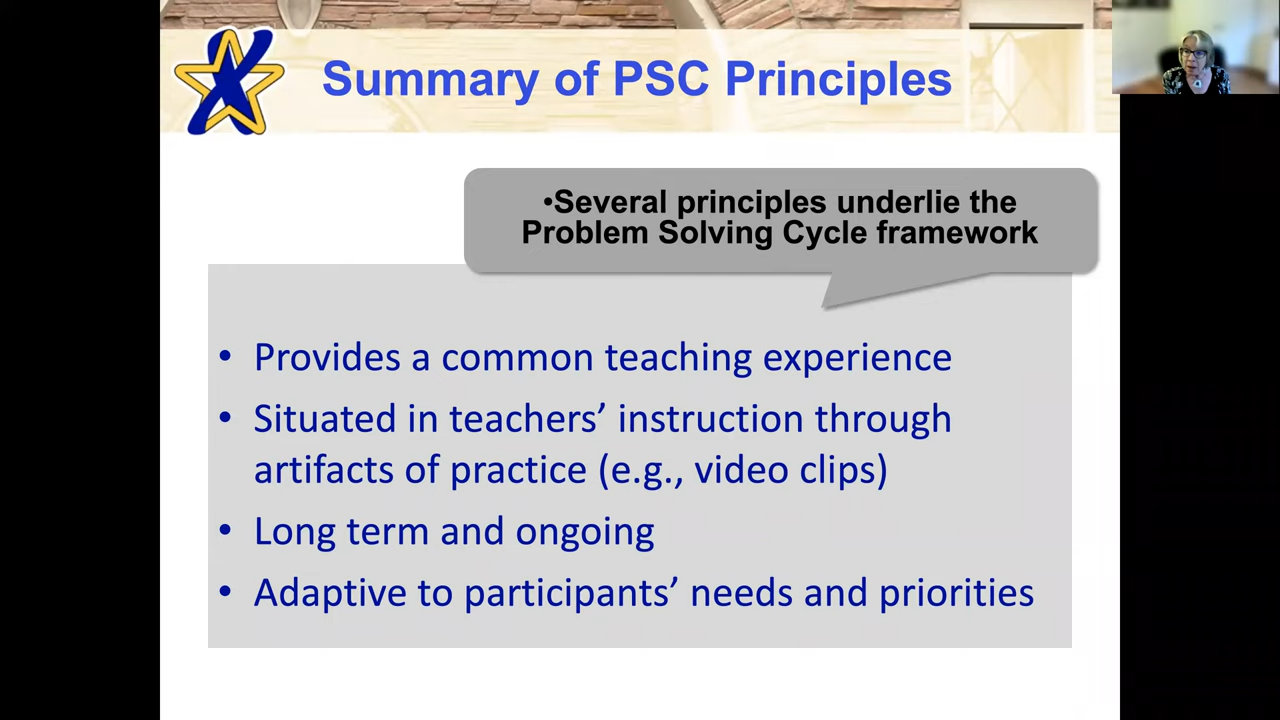 Summary of PSC Principles
•Several principles underlie the
Problem Solving Cycle framework
• Provides a common teaching experience
• Situated in teachers’ instruction through
artifacts of practice (e.g., video clips)
• Long term and ongoing
• Adaptive to participants’ needs and priorities